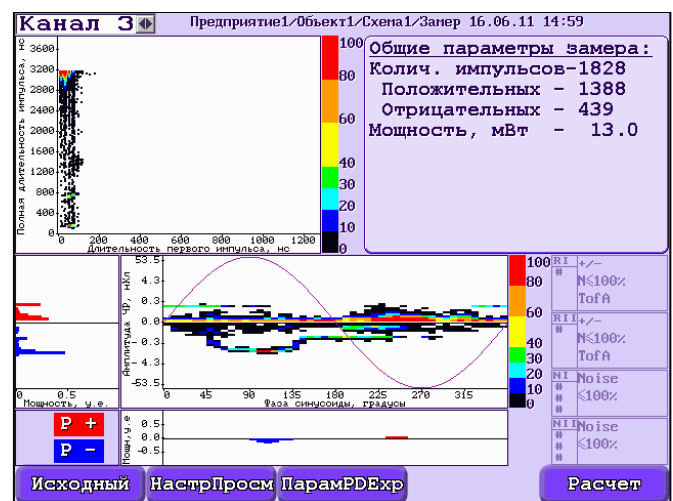 Канал 3
Предприятие1/Объект1/Схема1/Замер 16.06.11 14:59
Полная длительность импульса, нс
3600
3200
2800
2400
2000
1600
1200
800
400
0
0 200 400 600 800 1000 1200
Длительность первого импульса, нс
100
80
60
40
30
20
10
0
Общие параметры замера:
Колич. импульсов-1828
Положительных - 1388
Отрицательных - 439
Мощность, мВт - 13.0
0 0.5
Мощность, у.е.
Амплитуда ЧР, нКл
53.5
4.3
0.3
0.0
-0.3
-4.3
-53.5
0 45 90 135 180 225 270 315
Фаза синусоиды, градусы
100
80
60
40
30
20
10
0
RI +/-
# N≤100%
TofA
RII +/-
# N≤100%
TofA
NI Noise
# ≤100%
#
#
NII Noise
# ≤100%
#
#
P +
P -
Мощн,у.е
0.5
0.0
-0.5
Исходный
НастрПросм
ПарамPDExp
Расчет